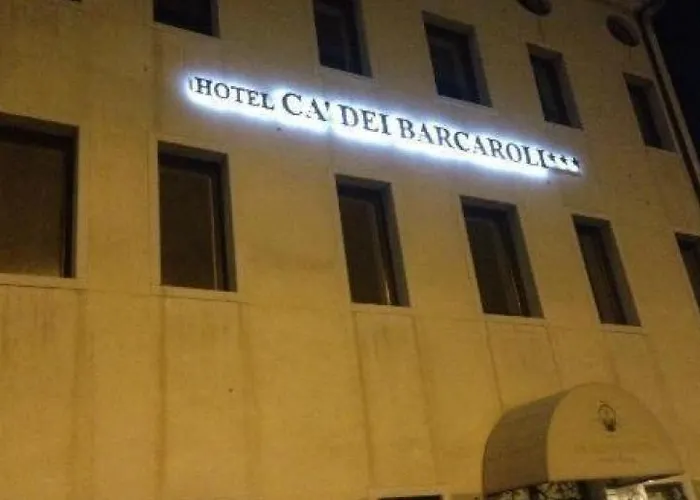 HOTEL CA' DEI BARCAROLI★★★